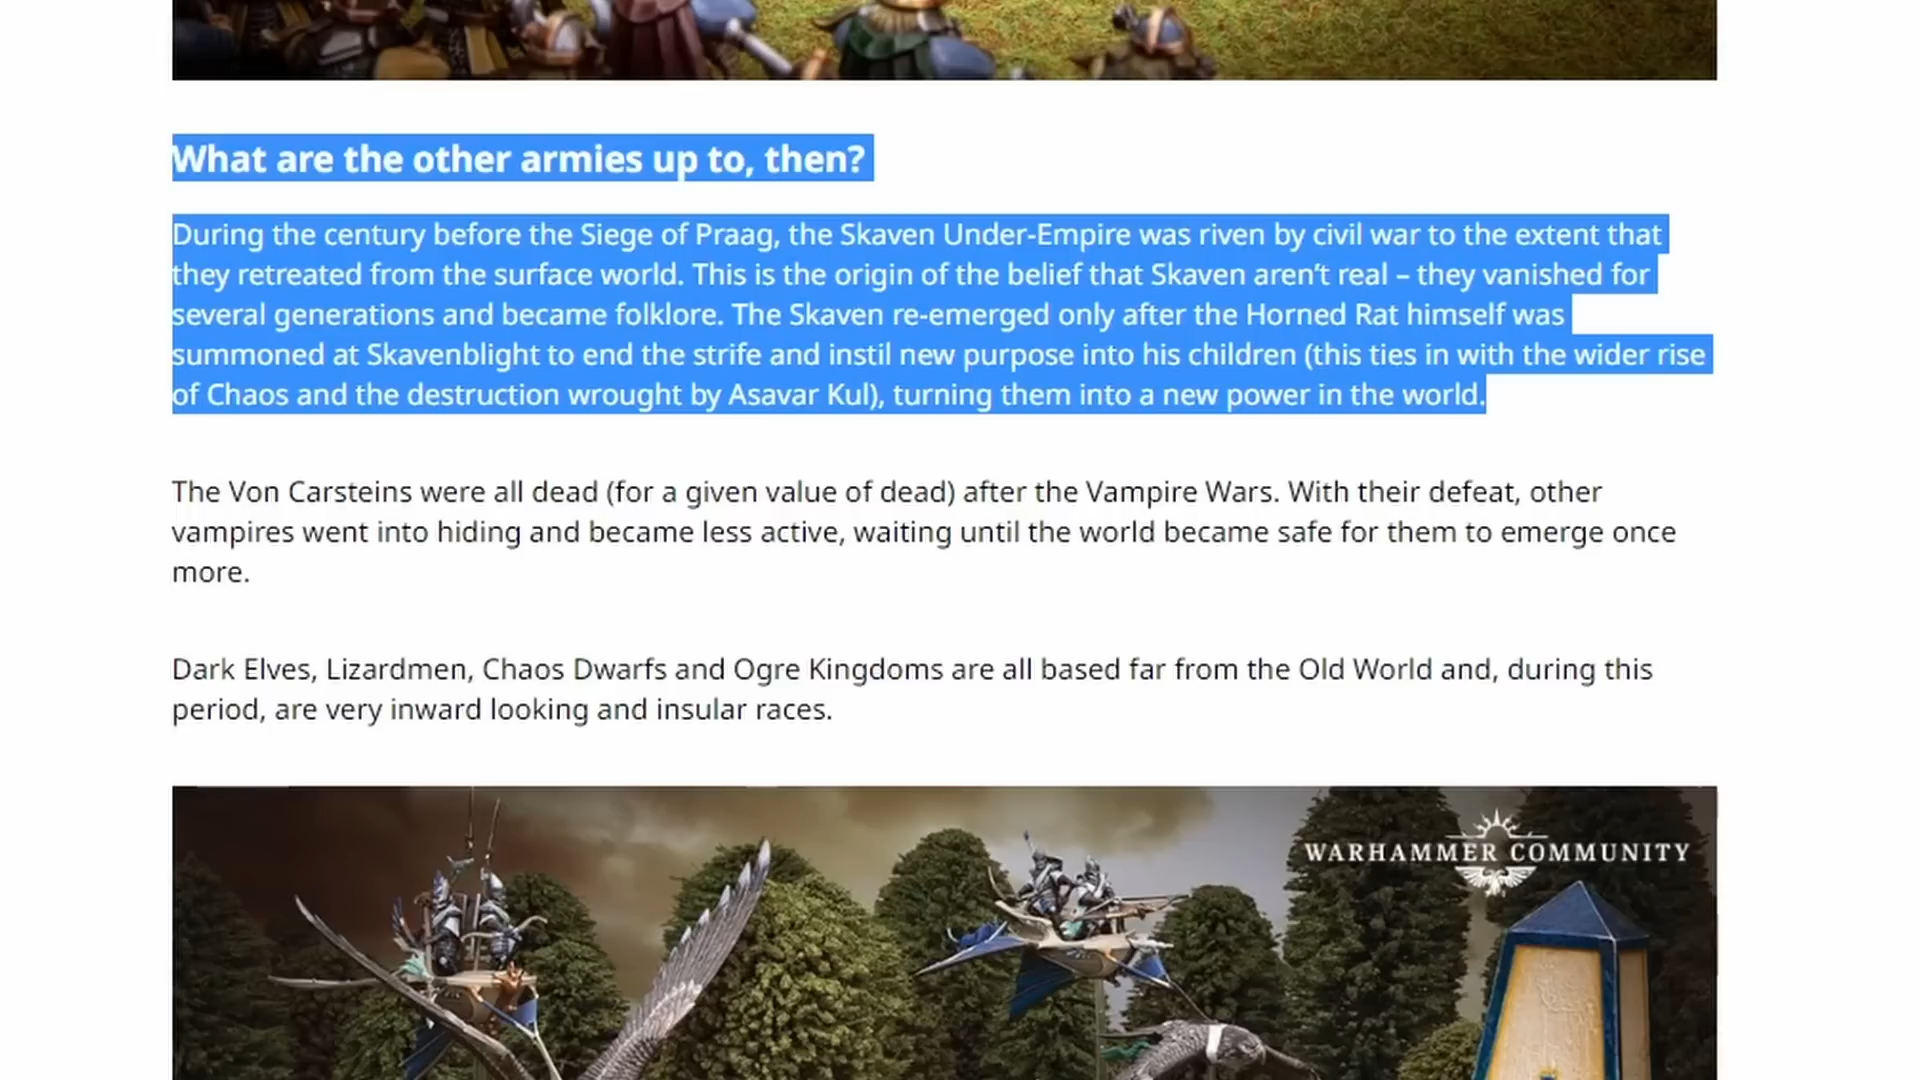 What are the other armies up to, then?
During the century before the Siege of Praag, the Skaven Under-Empire was riven by civil war to the extent that
they retreated from the surface world. This is the origin of the belief that Skaven aren’t real – they vanished for
several generations and became folklore. The Skaven re-emerged only after the Horned Rat himself was
summoned at Skavenblight to end the strife and instil new purpose into his children (this ties in with the wider rise
of Chaos and the destruction wrought by Asavar Kul), turning them into a new power in the world.
The Von Carsteins were all dead (for a given value of dead) after the Vampire Wars. With their defeat, other
vampires went into hiding and became less active, waiting until the world became safe for them to emerge once
more.
Dark Elves, Lizardmen, Chaos Dwarfs and Ogre Kingdoms are all based far from the Old World and, during this
period, are very inward looking and insular races.
WARHAMMER COMMUNITY